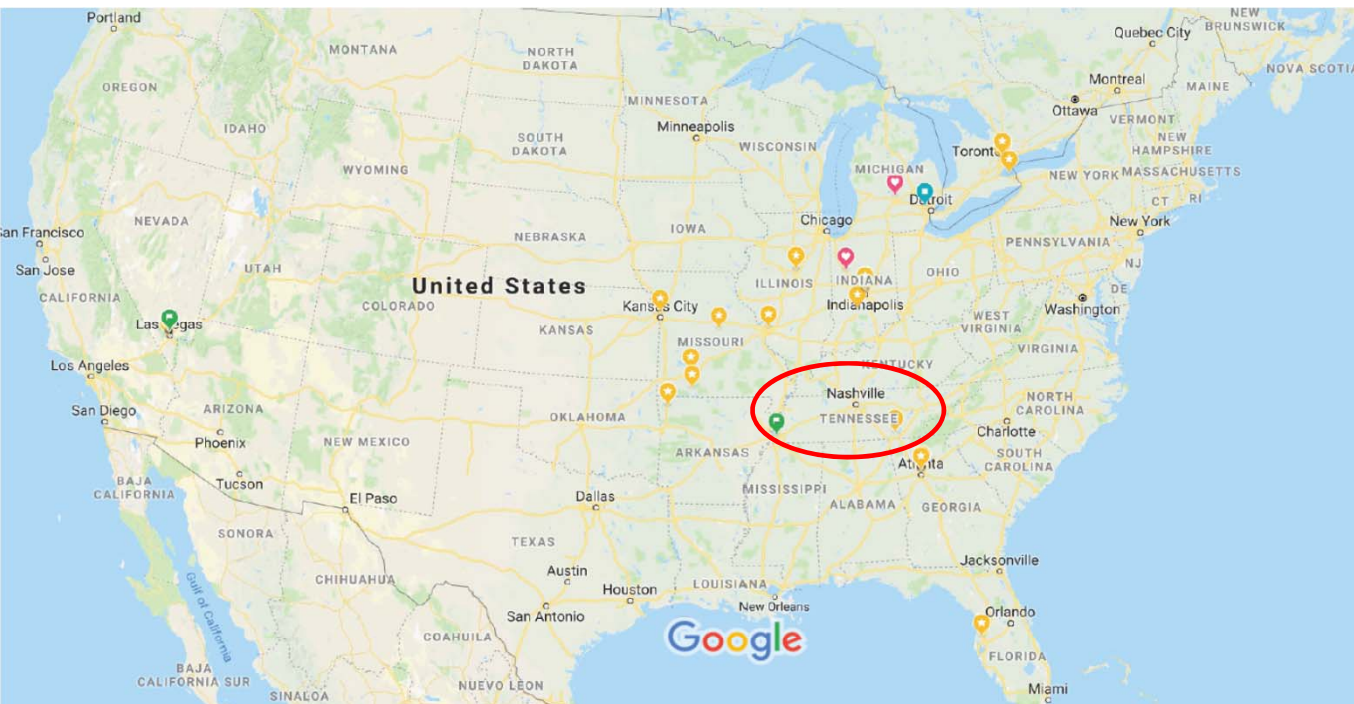 Portland
NEW
BRUNSWICK
Quebec City
MONTANA
NORTH
DAKOTA
NOVA SCOTIA
Montreal
MAINE
OREGON
MINNESOTA
Ottawa
VERMONT
IDAHO
Minneapolis
SOUTH
DAKOTA
WISCONSIN
NEW
HAMPSHIRE
Toronto
WYOMING
MICHIGAN
NEW YORK
MASSACHUSETTS
Detroit
CT
RI
NEVADA
Chicago
New York
San Francisco
NEBRASKA
IOWA
PENNSYLVANIA
San Jose
UTAH
OHIO
NJ
United States
ILLINOIS
INDIANA
DE
CALIFORNIA
COLORADO
Kansas City
Indianapolis
Washington
Las Vegas
KANSAS
MISSOURI
WEST
VIRGINIA
VIRGINIA
Los Angeles
KENTUCKY
Nashville
NORTH
CAROLINA
San Diego
ARIZONA
OKLAHOMA
TENNESSEE
Charlotte
Phoenix
NEW MEXICO
ARKANSAS
Atlanta
SOUTH
CAROLINA
BAJA
CALIFORNIA
Tucson
El Paso
Dallas
MISSISSIPPI
ALABAMA
GEORGIA
SONORA
TEXAS
Jacksonville
CHIHUAHUA
Austin
Houston
LOUISIANA
Gulf of California
San Antonio
New Orleans
Orlando
COAHUILA
Google
FLORIDA
BAJA
CALIFORNIA SUR
SINALOA
NUEVO LEON
Miami